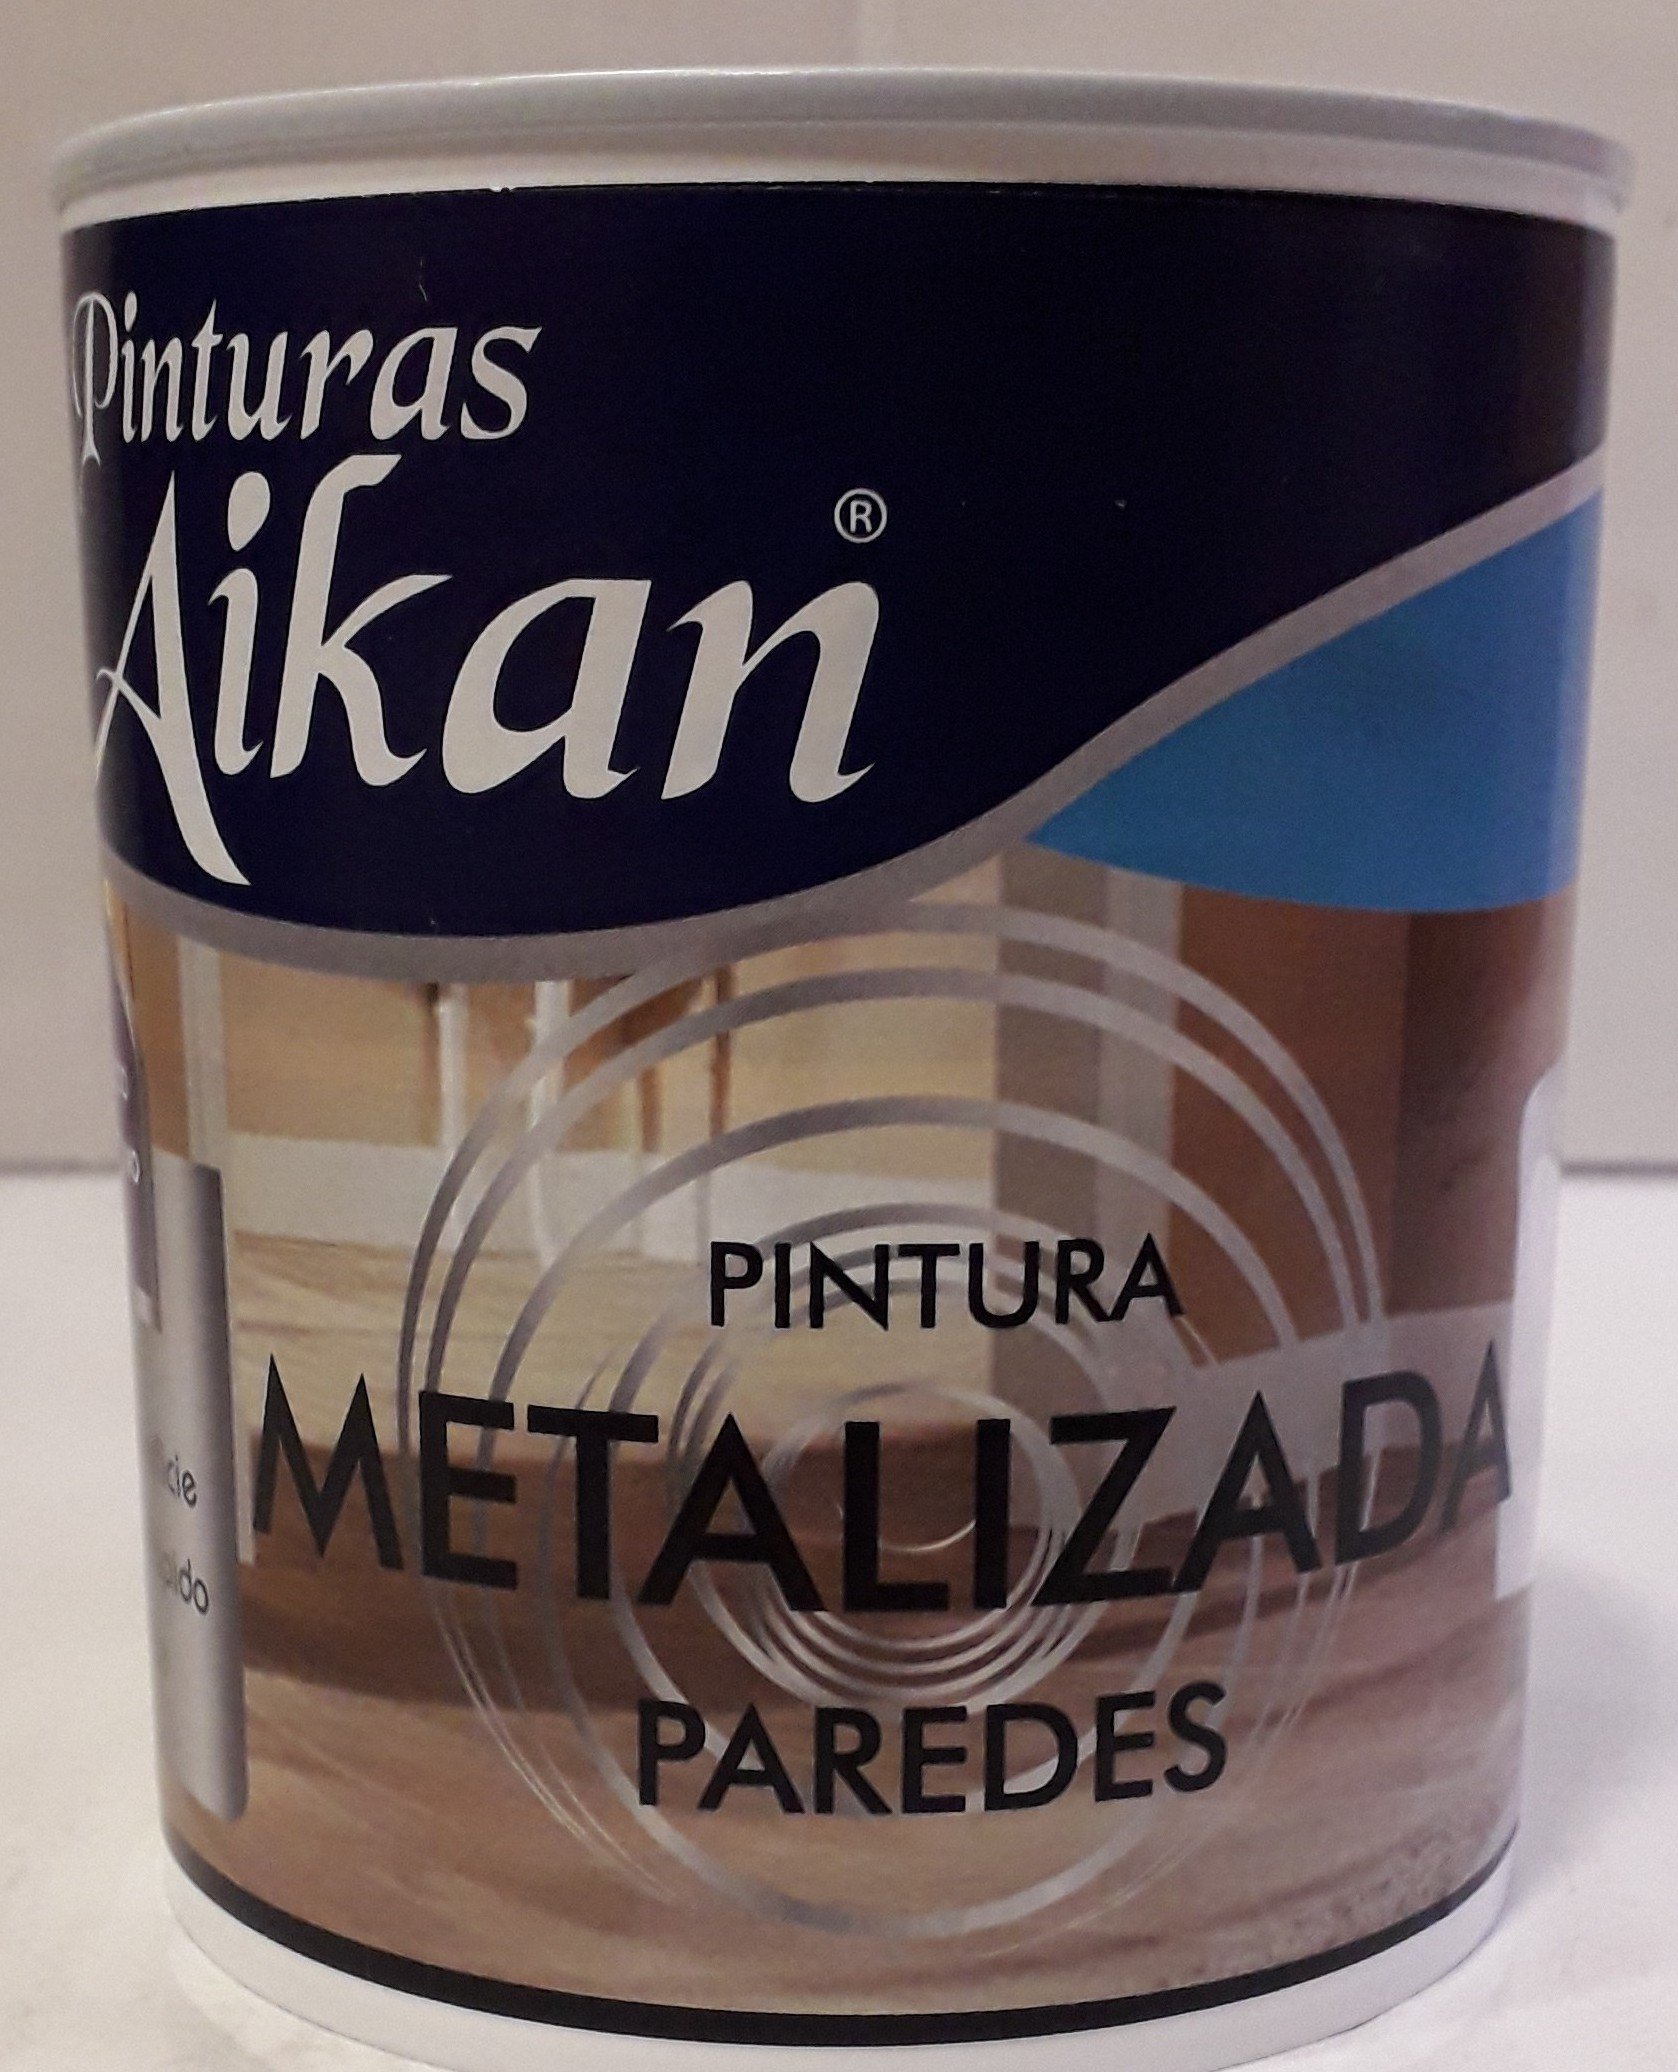 Pinturas
Aikan®
PINTURA
METALIZADA
PAREDES